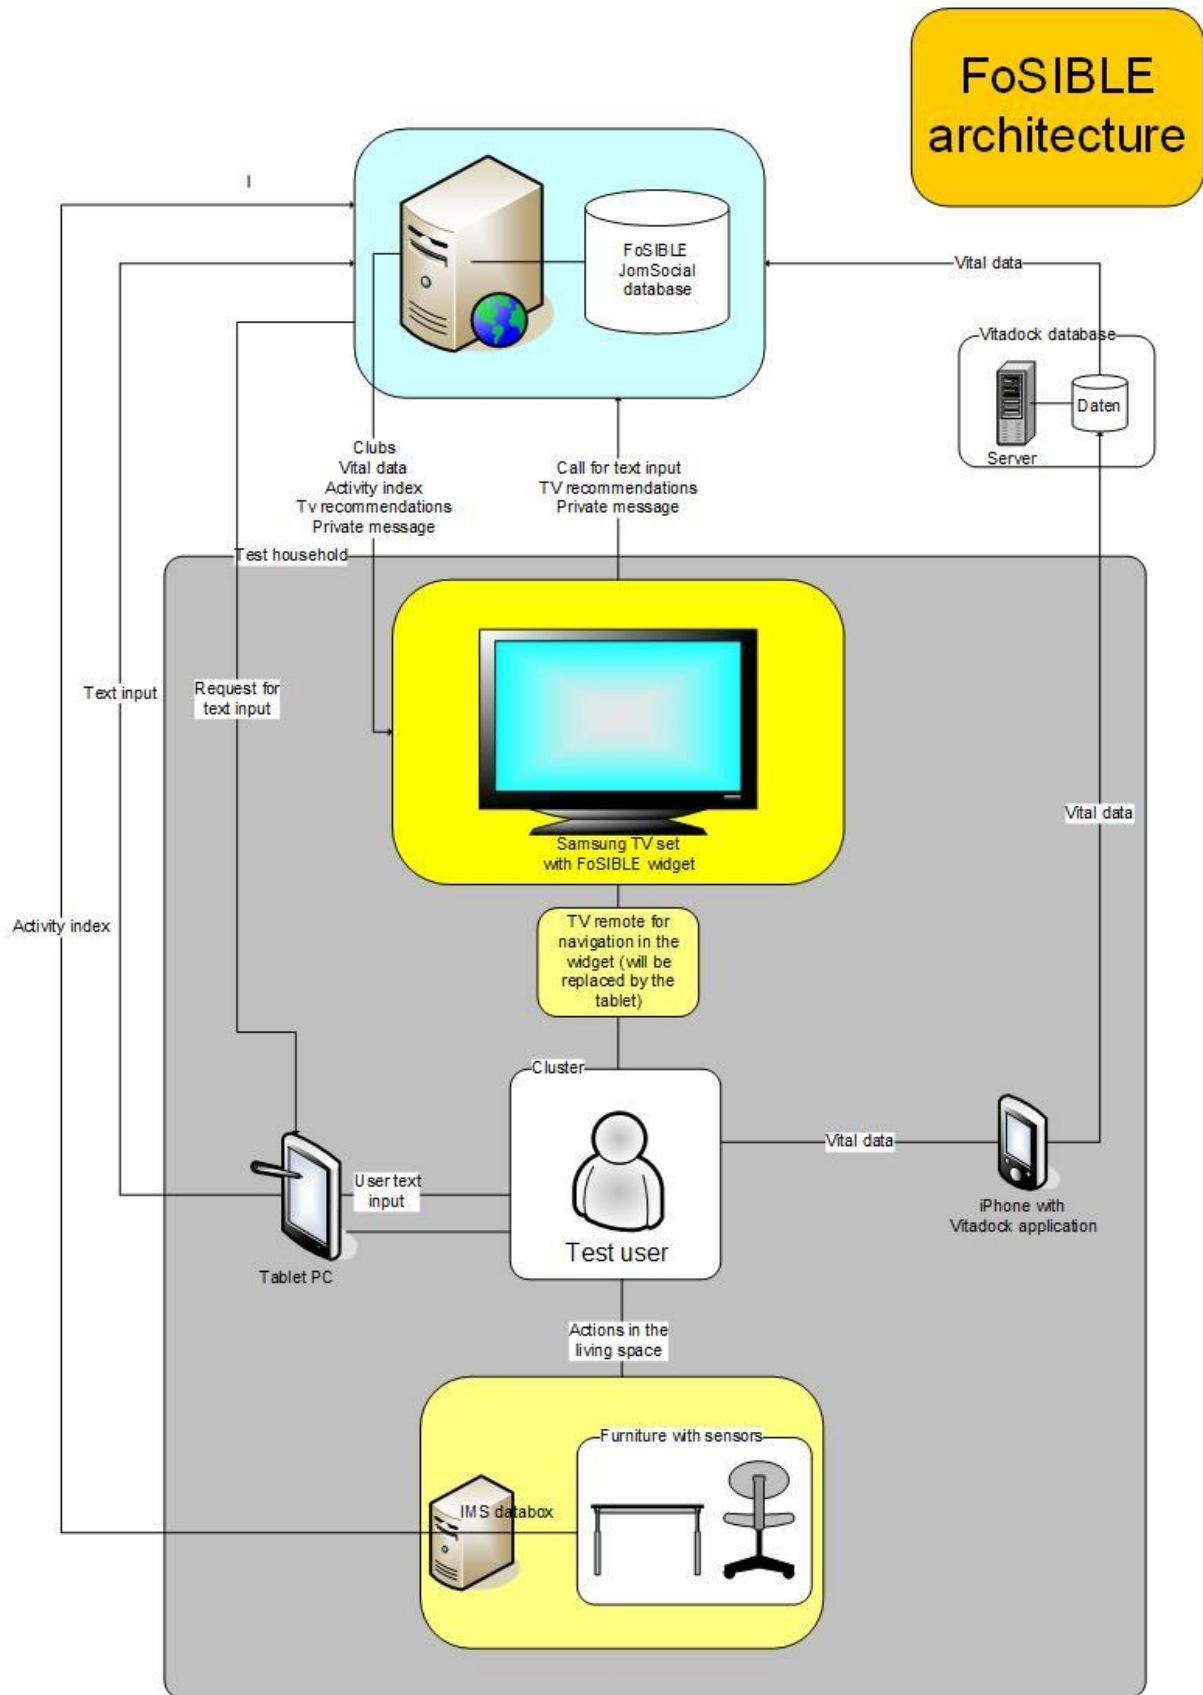 FoSIBLE
architecture
I
FoSIBLE
JomSocial
database
Vital data
Vitadock database
Daten
Server
Clubs
Vital data
Activity index
Tv recommendations
Private message
Call for text input
TV recommendations
Private message
Test household
Text input
Request for
text input
Samsung TV set
with FoSIBLE widget
Vital data
Activity index
TV remote for
navigation in the
widget (will be
replaced by the
tablet)
Cluster
Test user
Vital data
iPhone with
Vitadock application
User text
input
Tablet PC
Actions in the
living space
Furniture with sensors
IMS databox